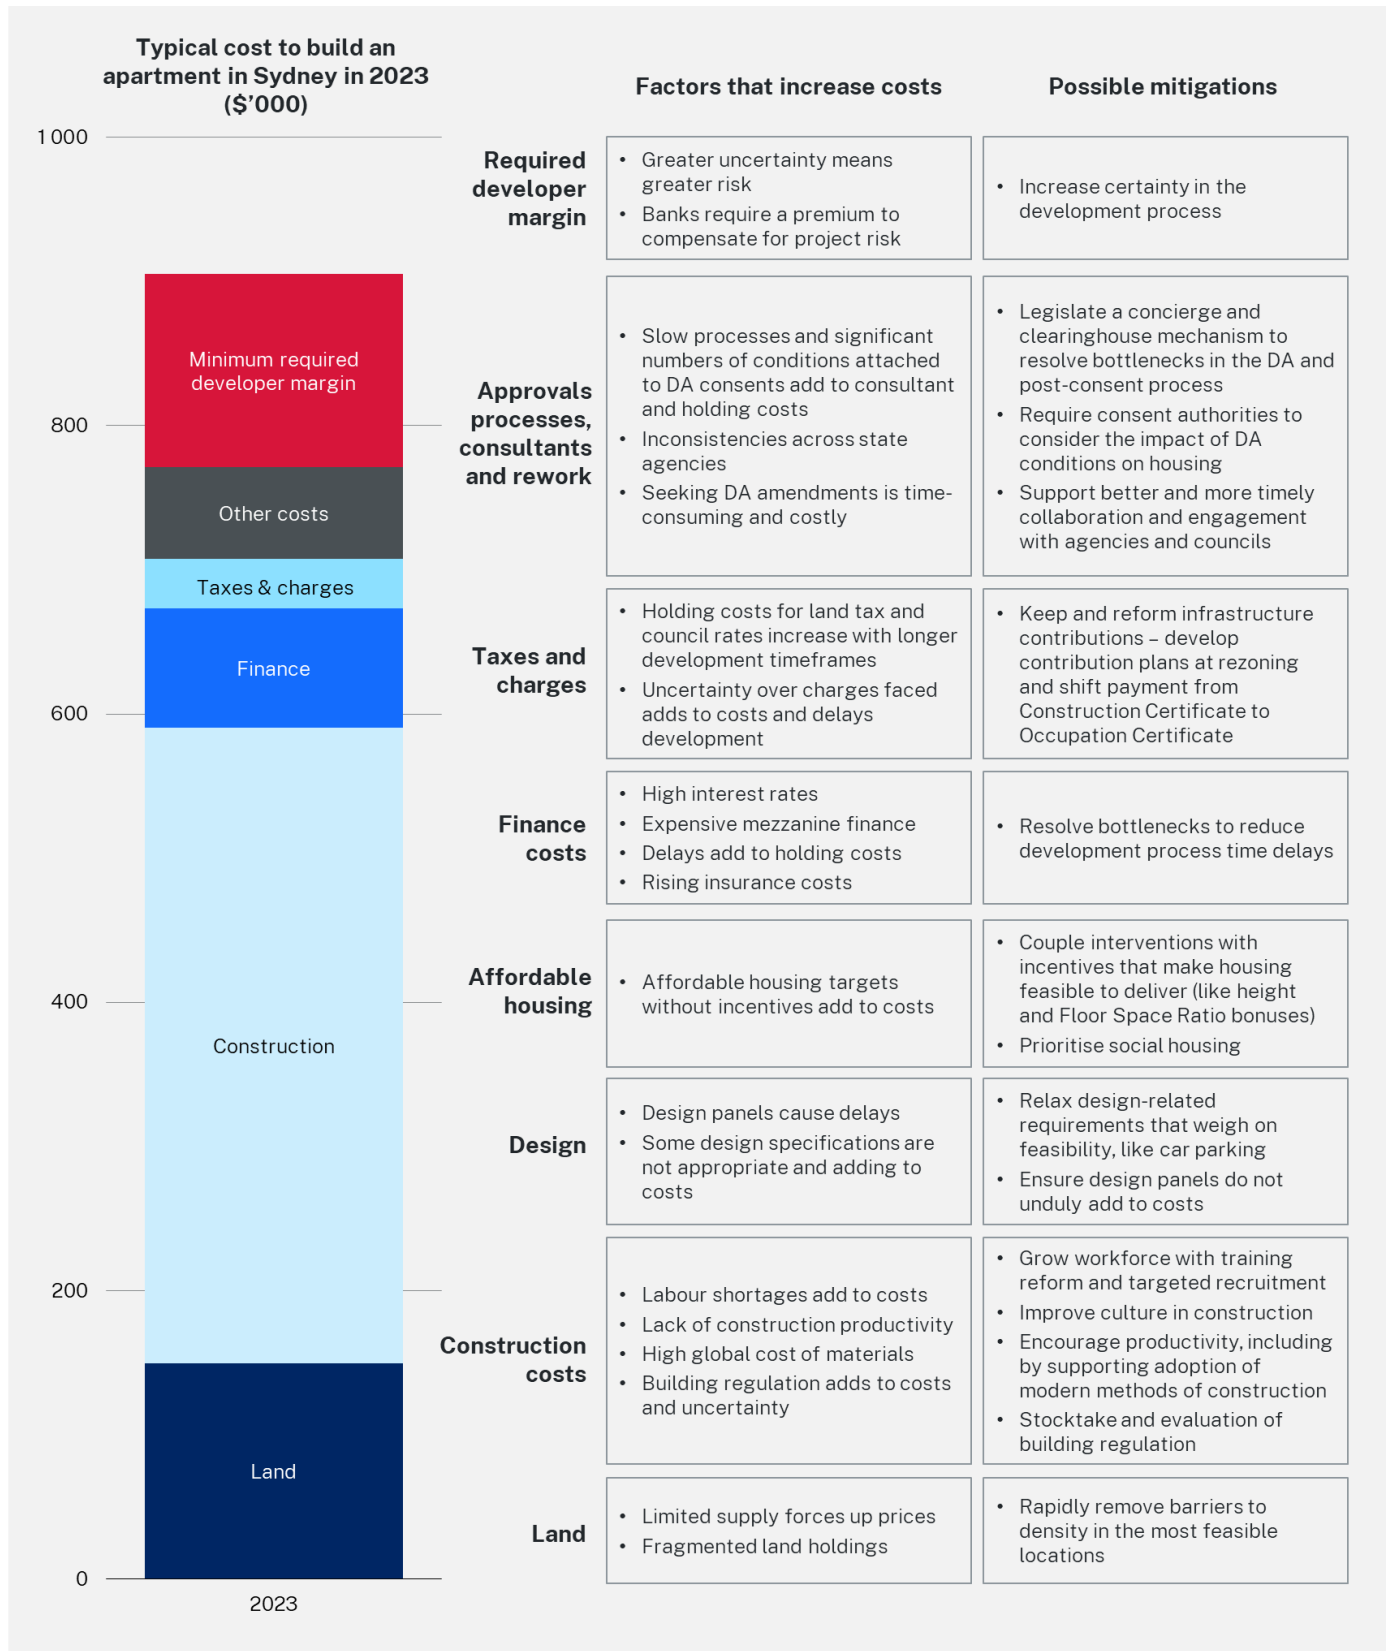 Typical cost to build an
apartment in Sydney in 2023
($’000)
1 000
800
600
400
200
0
Minimum required
developer margin
Other costs
Taxes & charges
Finance
Construction
Land
2023
Factors that increase costs
Possible mitigations
Required
developer
margin
• Greater uncertainty means
greater risk
• Banks require a premium to
compensate for project risk
• Increase certainty in the
development process
Approvals
processes,
consultants
and rework
• Slow processes and significant
numbers of conditions attached
to DA consents add to consultant
and holding costs
• Inconsistencies across state
agencies
• Seeking DA amendments is time-
consuming and costly
• Legislate a concierge and
clearinghouse mechanism to
resolve bottlenecks in the DA and
post-consent process
• Require consent authorities to
consider the impact of DA
conditions on housing
• Support better and more timely
collaboration and engagement
with agencies and councils
Taxes and
charges
• Holding costs for land tax and
council rates increase with longer
development timeframes
• Uncertainty over charges faced
adds to costs and delays
development
• Keep and reform infrastructure
contributions – develop
contribution plans at rezoning
and shift payment from
Construction Certificate to
Occupation Certificate
Finance
costs
• High interest rates
• Expensive mezzanine finance
• Delays add to holding costs
• Rising insurance costs
• Resolve bottlenecks to reduce
development process time delays
Affordable
housing
• Affordable housing targets
without incentives add to costs
• Couple interventions with
incentives that make housing
feasible to deliver (like height
and Floor Space Ratio bonuses)
• Prioritise social housing
Design
• Design panels cause delays
• Some design specifications are
not appropriate and adding to
costs
• Relax design-related
requirements that weigh on
feasibility, like car parking
• Ensure design panels do not
unduly add to costs
Construction
costs
• Labour shortages add to costs
• Lack of construction productivity
• High global cost of materials
• Building regulation adds to costs
and uncertainty
• Grow workforce with training
reform and targeted recruitment
• Improve culture in construction
• Encourage productivity, including
by supporting adoption of
modern methods of construction
• Stocktake and evaluation of
building regulation
Land
• Limited supply forces up prices
• Fragmented land holdings
• Rapidly remove barriers to
density in the most feasible
locations